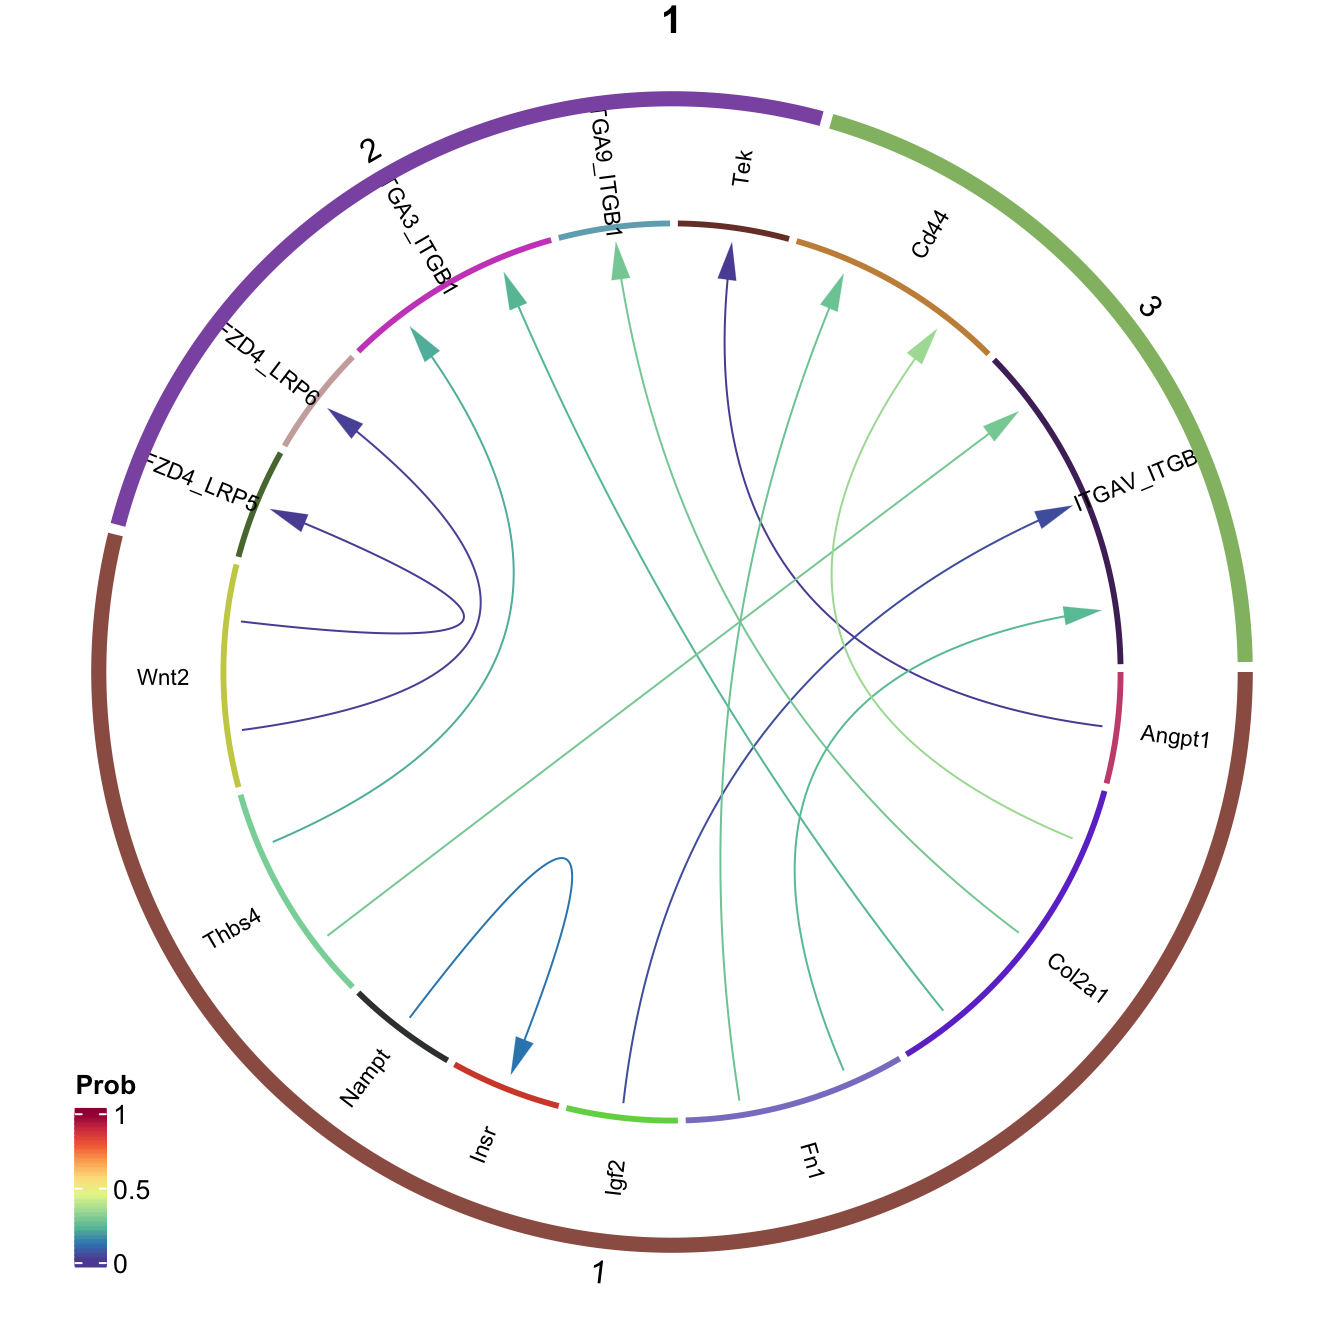 1
2
3
TGA9_ITGB1
Tek
TGA3_ITGB1
Cd44
FZD4_LRP6
FZD4_LRP5
ITGAV_ITGB
Wnt2
Angpt1
Thbs4
Col2a1
Nampt
Insr
Igf2
Fn1
Prob
1
0.5
0
1